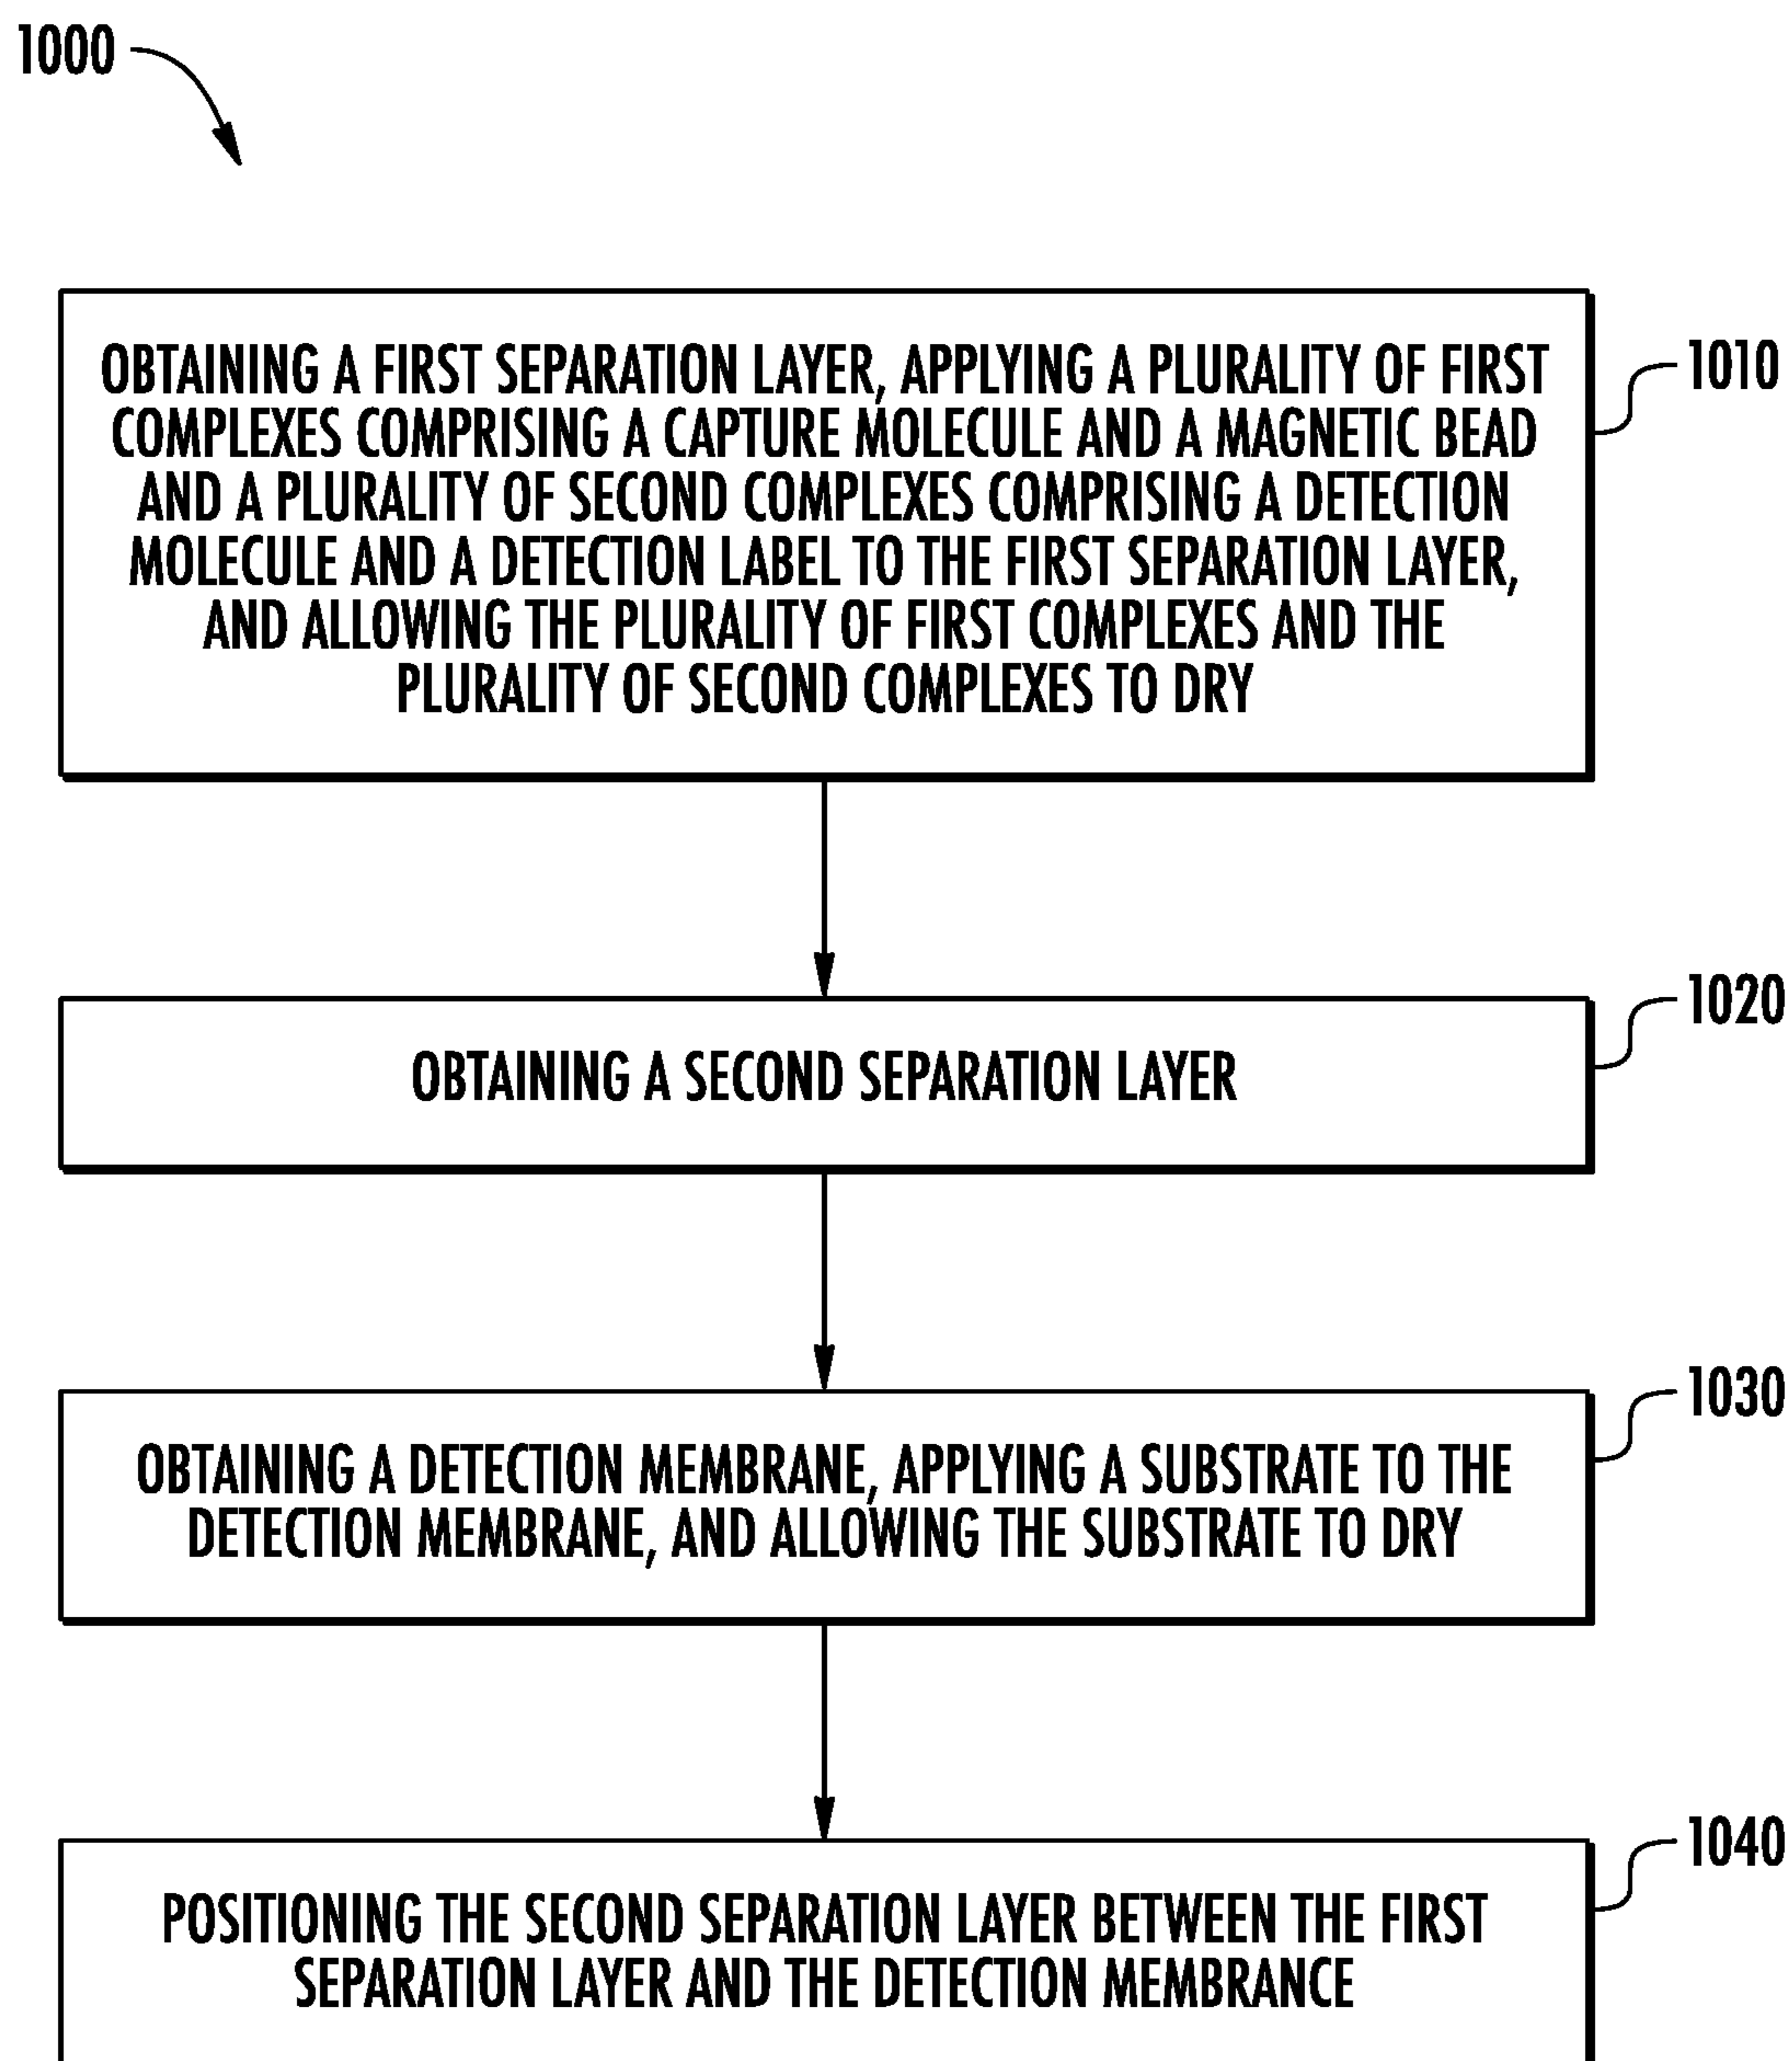 1000
OBTAINING A FIRST SEPARATION LAYER, APPLYING A PLURALITY OF FIRST
COMPLEXES COMPRISING A CAPTURE MOLECULE AND A MAGNETIC BEAD
AND A PLURALITY OF SECOND COMPLEXES COMPRISING A DETECTION
MOLECULE AND A DETECTION LABEL TO THE FIRST SEPARATION LAYER,
AND ALLOWING THE PLURALITY OF FIRST COMPLEXES AND THE
PLURALITY OF SECOND COMPLEXES TO DRY
1010
OBTAINING A SECOND SEPARATION LAYER
1020
OBTAINING A DETECTION MEMBRANE, APPLYING A SUBSTRATE TO THE
DETECTION MEMBRANE, AND ALLOWING THE SUBSTRATE TO DRY
1030
POSITIONING THE SECOND SEPARATION LAYER BETWEEN THE FIRST
SEPARATION LAYER AND THE DETECTION MEMBRANCE
1040